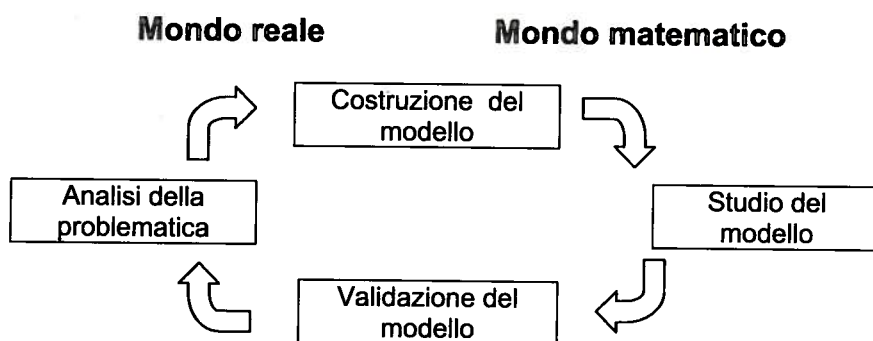 Mondo reale
Mondo matematico
Costruzione del
modello
Analisi della
problematica
Studio del
modello
Validazione del
modello